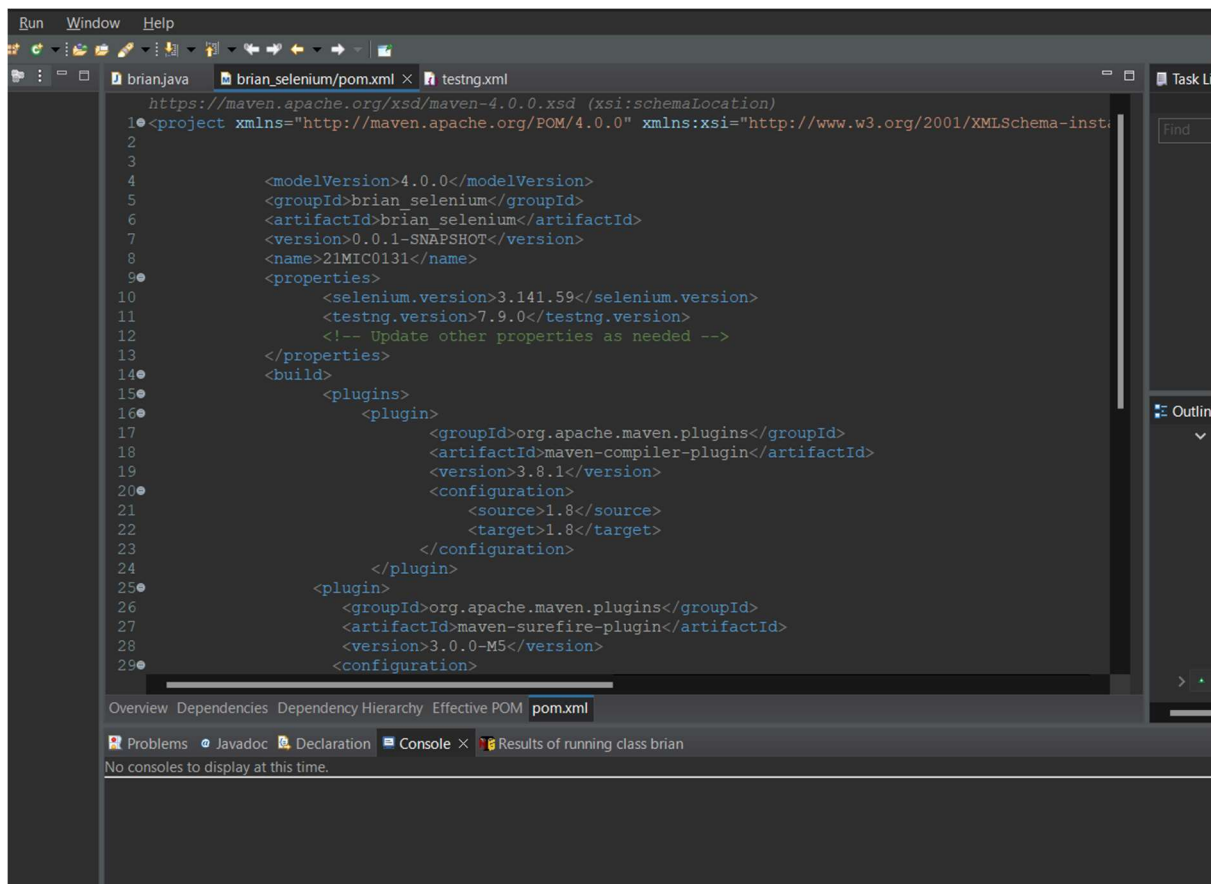 Run Window Help
brian.java brian_selenium/pom.xml testng.xml
Task Li
https://maven.apache.org/xsd/maven-4.0.0.xsd (xsi:schemaLocation)
1 <project xmlns="http://maven.apache.org/POM/4.0.0" xmlns:xsi="http://www.w3.org/2001/XMLSchema-insta
Find
2
3
4 <modelVersion>4.0.0</modelVersion>
5 <groupId>brian_selenium</groupId>
6 <artifactId>brian_selenium</artifactId>
7 <version>0.0.1-SNAPSHOT</version>
8 <name>21MIC0131</name>
9 <properties>
10 <selenium.version>3.141.59</selenium.version>
11 <testng.version>7.9.0</testng.version>
12 <!-- Update other properties as needed -->
13 </properties>
14 <build>
15 <plugins>
16 <plugin>
Outlin
17 <groupId>org.apache.maven.plugins</groupId>
18 <artifactId>maven-compiler-plugin</artifactId>
19 <version>3.8.1</version>
20 <configuration>
21 <source>1.8</source>
22 <target>1.8</target>
23 </configuration>
24 </plugin>
25 <plugin>
26 <groupId>org.apache.maven.plugins</groupId>
27 <artifactId>maven-surefire-plugin</artifactId>
28 <version>3.0.0-M5</version>
29 <configuration>
Overview Dependencies Dependency Hierarchy Effective POM pom.xml
Problems Javadoc Declaration Console Results of running class brian
No consoles to display at this time.